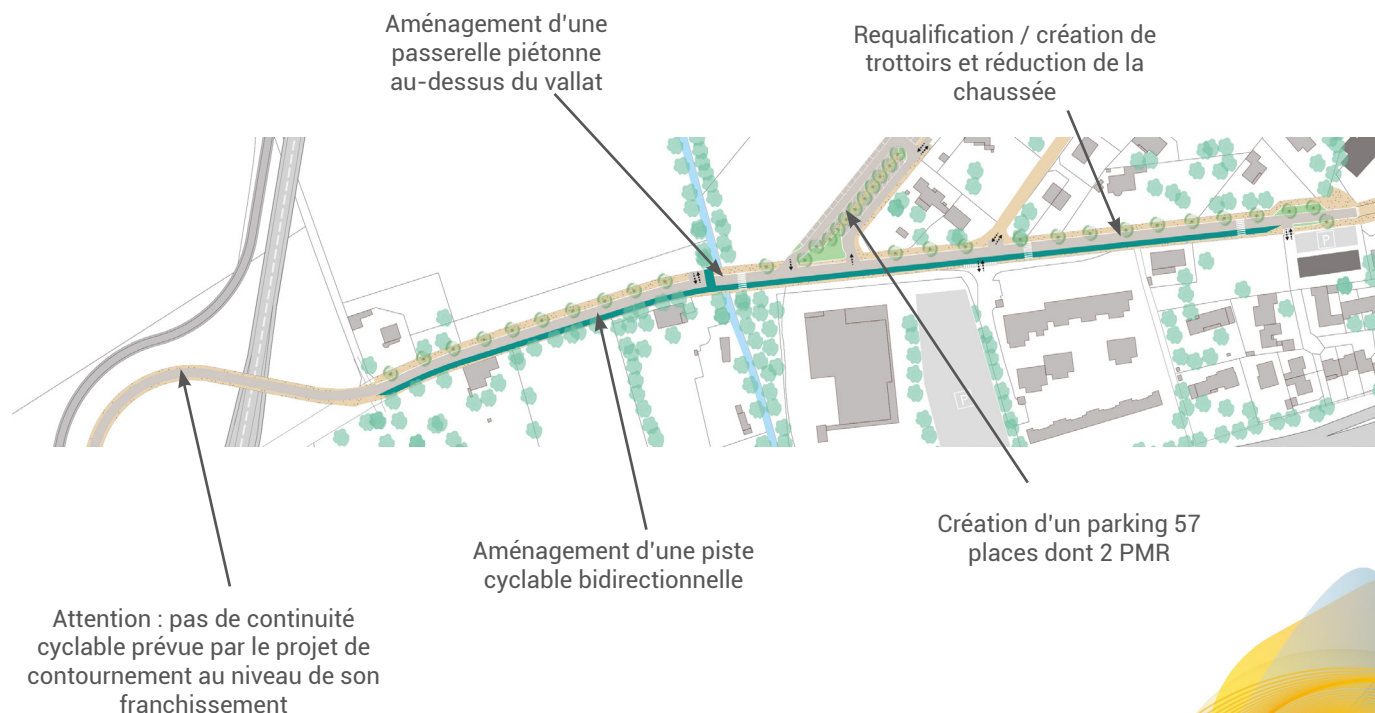 Aménagement d'une
passerelle piétonne
au-dessus du vallat
Requalification / création de
trottoirs et réduction de la
chaussée
P
P
Création d'un parking 57
places dont 2 PMR
Aménagement d'une piste
cyclable bidirectionnelle
Attention : pas de continuité
cyclable prévue par le projet de
contournement au niveau de son
franchissement